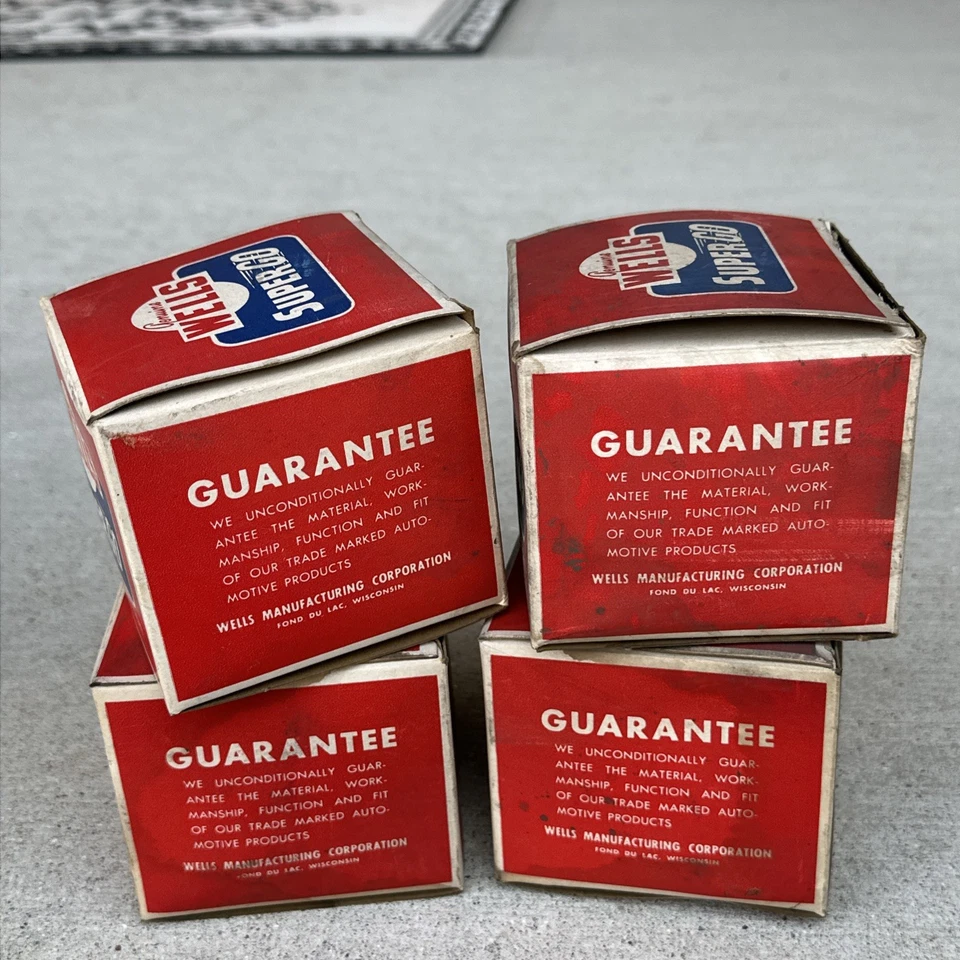 Genuine
WELLS
SUPER-GO
GUARANTEE
WE UNCONDITIONALLY GUAR-
ANTEE THE MATERIAL, WORK-
MANSHIP, FUNCTION AND FIT
OF OUR TRADE MARKED AUTO-
MOTIVE PRODUCTS
WELLS MANUFACTURING CORPORATION
FOND DU LAC, WISCONSIN
Genuine
WELLS
SUPER-GO
GUARANTEE
WE UNCONDITIONALLY GUAR-
ANTEE THE MATERIAL, WORK-
MANSHIP, FUNCTION AND FIT
OF OUR TRADE MARKED AUTO-
MOTIVE PRODUCTS
WELLS MANUFACTURING CORPORATION
FOND DU LAC, WISCONSIN
GUARANTEE
WE UNCONDITIONALLY GUAR-
ANTEE THE MATERIAL, WORK-
MANSHIP, FUNCTION AND FIT
OF OUR TRADE MARKED AUTO-
MOTIVE PRODUCTS
WELLS MANUFACTURING CORPORATION
FOND DU LAC, WISCONSIN
GUARANTEE
WE UNCONDITIONALLY GUAR-
ANTEE THE MATERIAL, WORK-
MANSHIP, FUNCTION AND FIT
OF OUR TRADE MARKED AUTO-
MOTIVE PRODUCTS
WELLS MANUFACTURING CORPORATION
FOND DU LAC, WISCONSIN